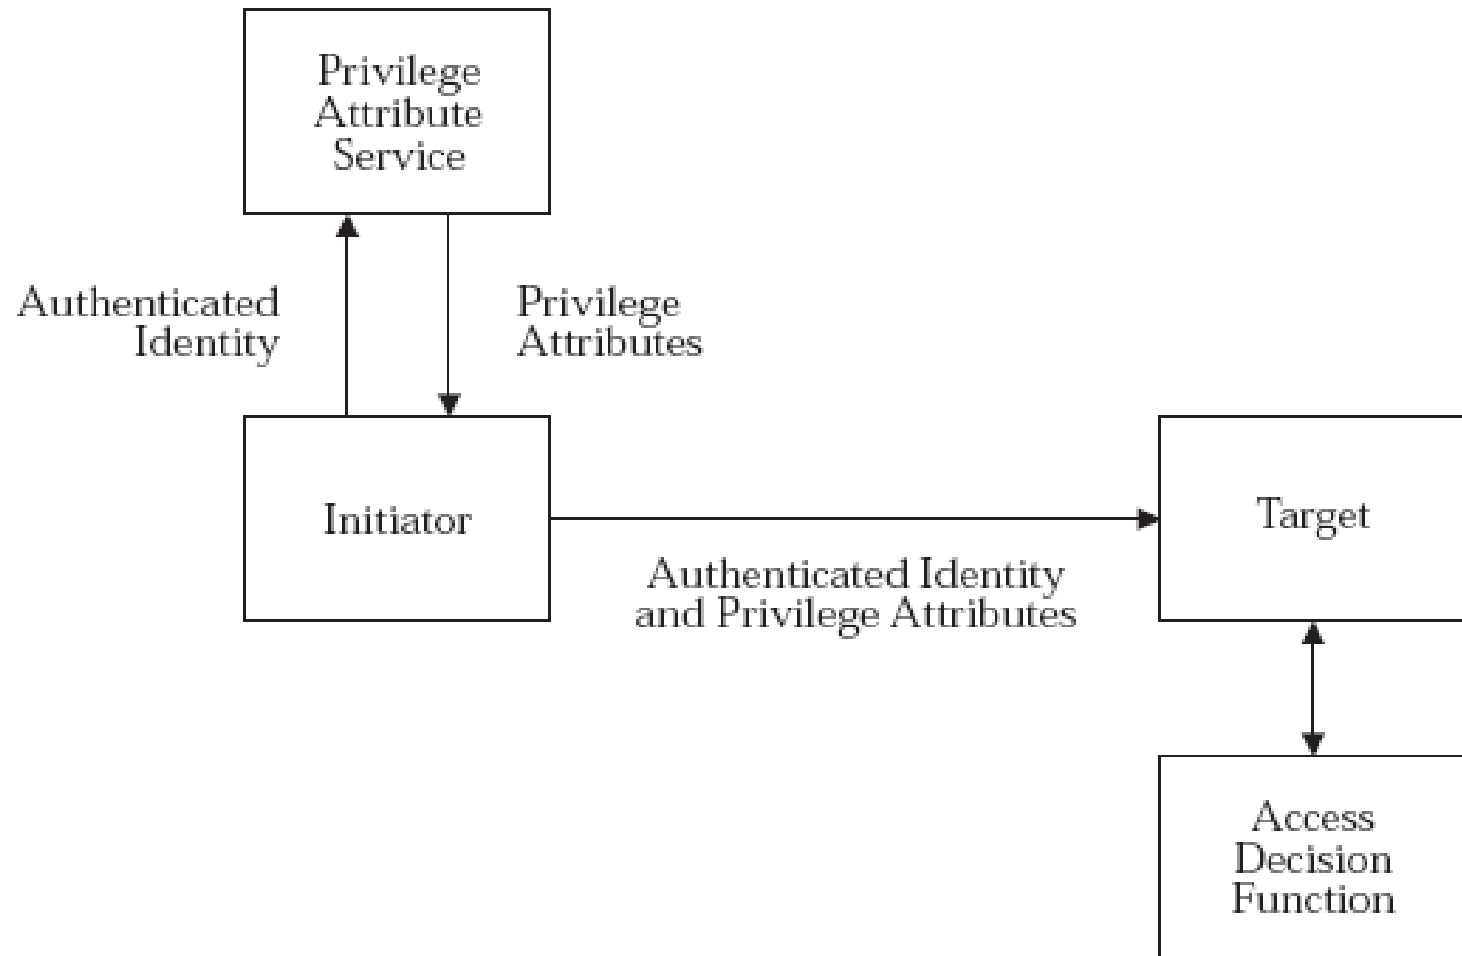 Privilege
Attribute
Service
Authenticated
Identity
Privilege
Attributes
Initiator
Target
Authenticated Identity
and Privilege Attributes
Access
Decision
Function